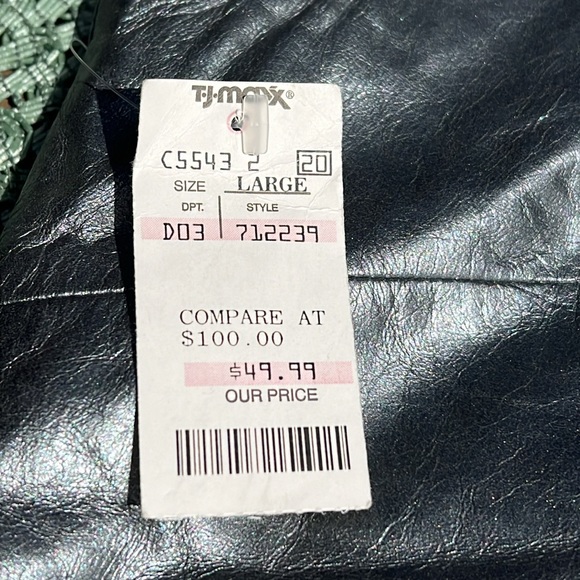 T·J·maxx®
C5543 2 20
SIZE LARGE
DPT. STYLE
D03 712239
COMPARE AT
$100.00
$49.99
OUR PRICE